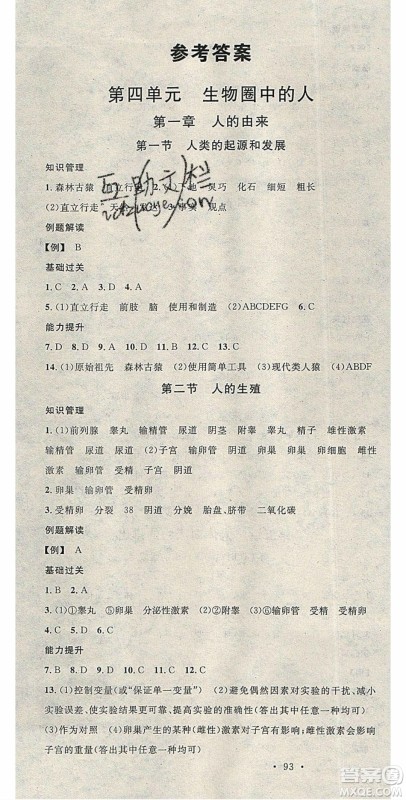 参考答案
第四单元 生物圈中的人
第一章 人的由来
第一节 人类的起源和发展
知识管理
1.森林古猿 直立行走 2.(1) 地 灵巧 化石 细短 粗长
(2)直立行走 天 事实 观点
例题解读
【例】 B
基础过关
1.C 2.A 3.C 4.C
5.(1)直立行走 前肢 脑 使用和制造 (2)ABCDEFG 6.C
能力提升
7.D 8.D 9.C 10.D 11.C 12.B 13.B
14.(1)原始祖先 森林古猿 (2)使用简单工具 (3)现代类人猿 (4)ABDF
第二节 人的生殖
知识管理
1.(1)前列腺 睾丸 输精管 尿道 阴茎 附睾 睾丸 精子 雄性激素
输精管 尿道 尿道 (2)子宫 阴道 输卵管 卵巢 卵巢 卵细胞 雌性
激素 输卵管 受精 子宫 阴道
2.卵巢 输卵管 受精卵
3.受精卵 分裂 38 阴道 分娩 胎盘、脐带 二氧化碳
例题解读
【例】 A
基础过关
1.B 2.A
3.(1)①睾丸 ⑤卵巢 分泌性激素 (2)附睾 ⑥输卵管 受精 受精卵
4.B 5.D 6.A
能力提升
7.C 8.D 9.C 10.B 11.D 12.A
13.(1)控制变量(或“保证单一变量”) (2)避免偶然因素对实验的干扰,
减少误差,使实验结果更精确(答出其中任意一种均可)
(3)作为对照 (4)卵巢产生的某种(雌性)激素对子宫有影响;雌性激素影响
子宫的重量(答出其中任意一种均可)
· 93 ·
互助文栏
作业帮